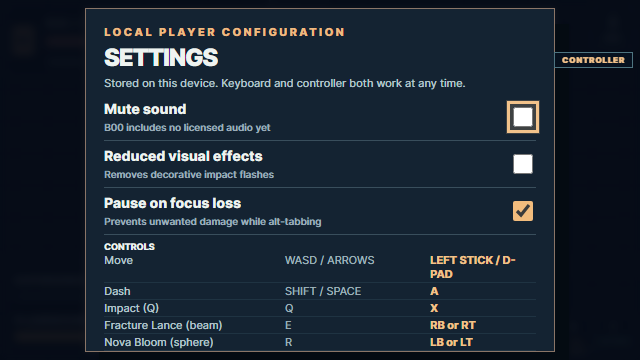 LOCAL PLAYER CONFIGURATION
SETTINGS
Stored on this device. Keyboard and controller both work at any time.
CONTROLLER
Mute sound
B00 includes no licensed audio yet
Reduced visual effects
Removes decorative impact flashes
Pause on focus loss
Prevents unwanted damage while alt-tabbing
CONTROLS
Move WASD / ARROWS LEFT STICK / D-
PAD
Dash SHIFT / SPACE A
Impact (Q) Q X
Fracture Lance (beam) E RB or RT
Nova Bloom (sphere) R LB or LT